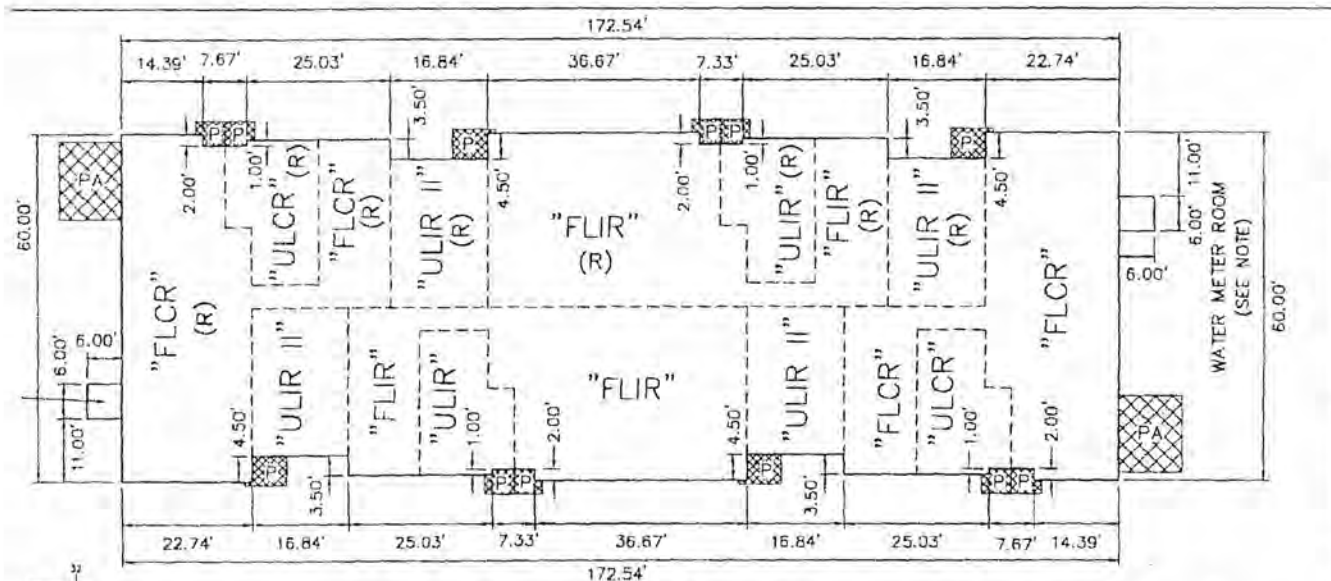 172.54'
14.39' 7.67' 25.03' 16.84' 36.67' 7.33' 25.03' 16.84' 22.74'
3.50' 3.50'
P P P P P P
PA
2.00' 1.00' 4.50' 2.00' 1.00' 4.50'
11.00'
6.00'
6.00'
60.00'
"FLCR" (R)
"ULCR" (R)
"FLCR" (R)
"ULIR II" (R)
"FLIR" (R)
"ULIR" (R)
"FLIR" (R)
"ULIR II" (R)
"FLCR"
WATER METER ROOM
(SEE NOTE)
60.00'
6.00'
6.00'
11.00'
"ULIR II"
"FLIR"
"ULIR"
"FLIR"
"ULIR II"
"FLCR"
"ULCR"
PA
4.50' 1.00' 2.00' 4.50' 1.00' 2.00'
P P P P P P
3.50' 3.50'
22.74' 16.84' 25.03' 7.33' 36.67' 16.84' 25.03' 7.67' 14.39'
172.54'